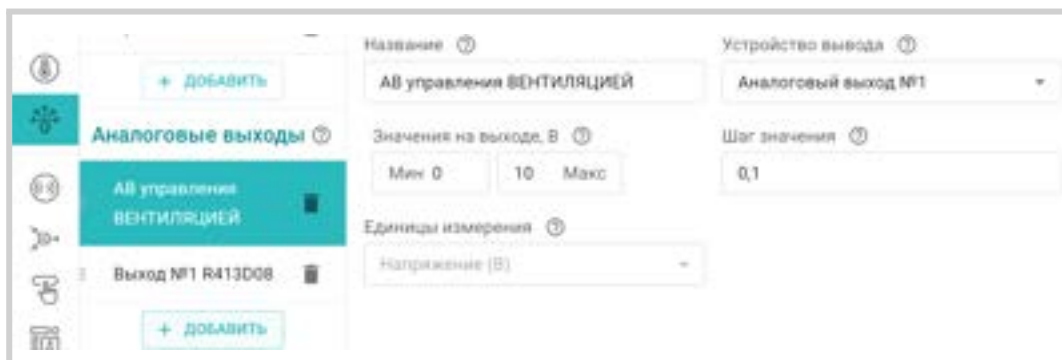 + ДОБАВИТЬ
Аналоговые выходы
АВ управления
ВЕНТИЛЯЦИЕЙ
Выход №1 R413D08
+ ДОБАВИТЬ
Название
АВ управления ВЕНТИЛЯЦИЕЙ
Устройство вывода
Аналоговый выход №1
Значения на выходе, В
Мин 0
10 Макс
Шаг значения
0,1
Единицы измерения
Напряжение (В)